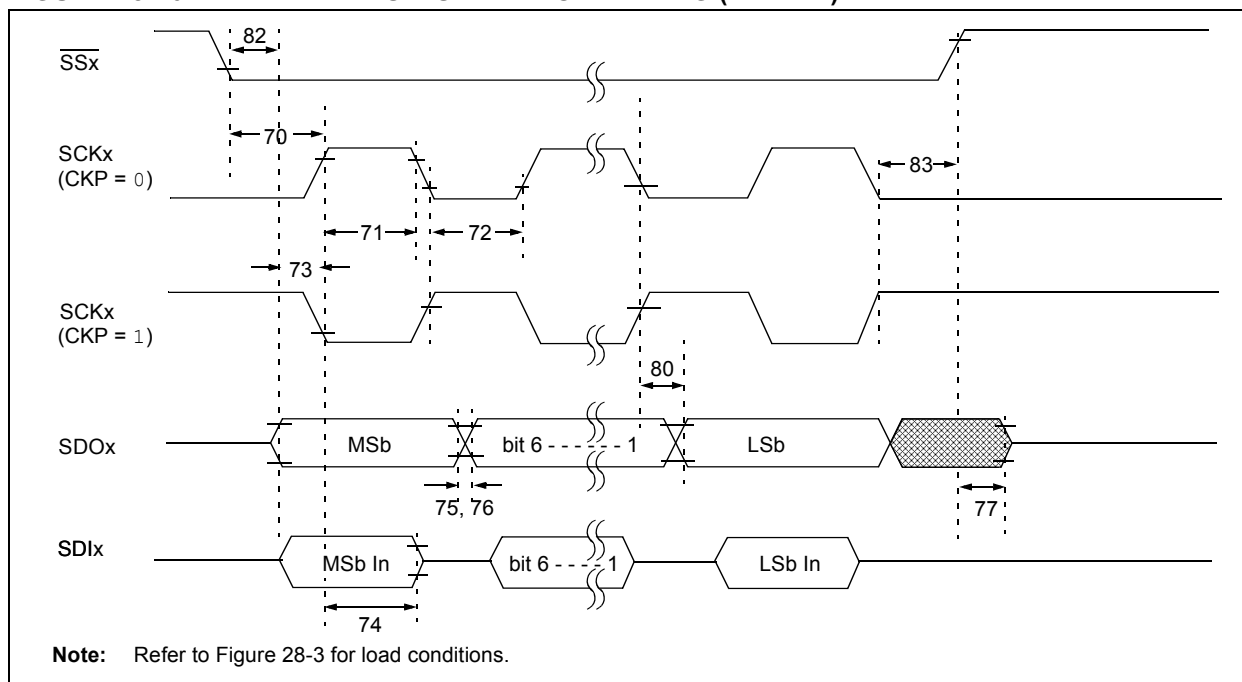 82
SSx
70
SCKx
(CKP = 0)
83
71
72
73
SCKx
(CKP = 1)
80
SDOx
MSb
bit 6 - - - - - - 1
LSb
75, 76
77
SDIx
MSb In
bit 6 - - - - 1
LSb In
74
Note: Refer to Figure 28-3 for load conditions.